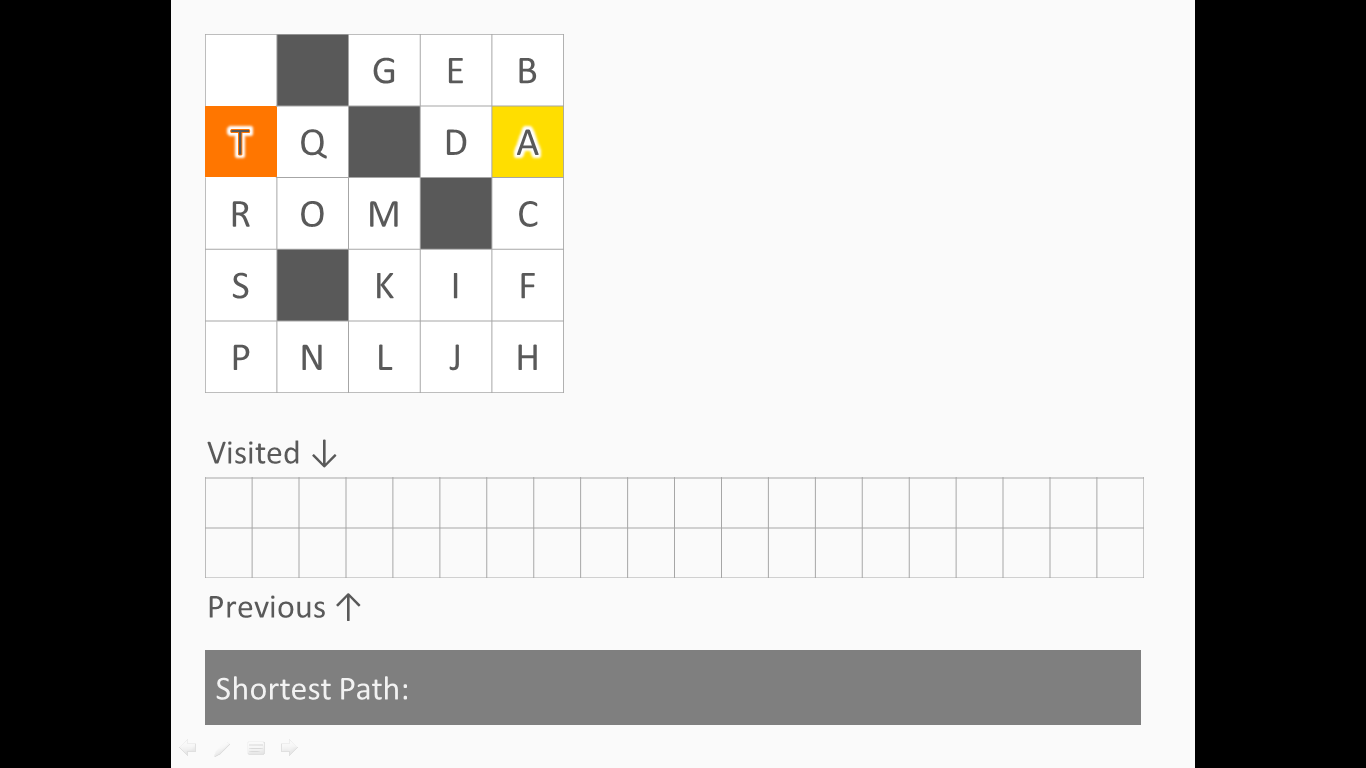 G E B
T Q D A
R O M C
S K I F
P N L J H
Visited ↓
Previous ↑
Shortest Path: